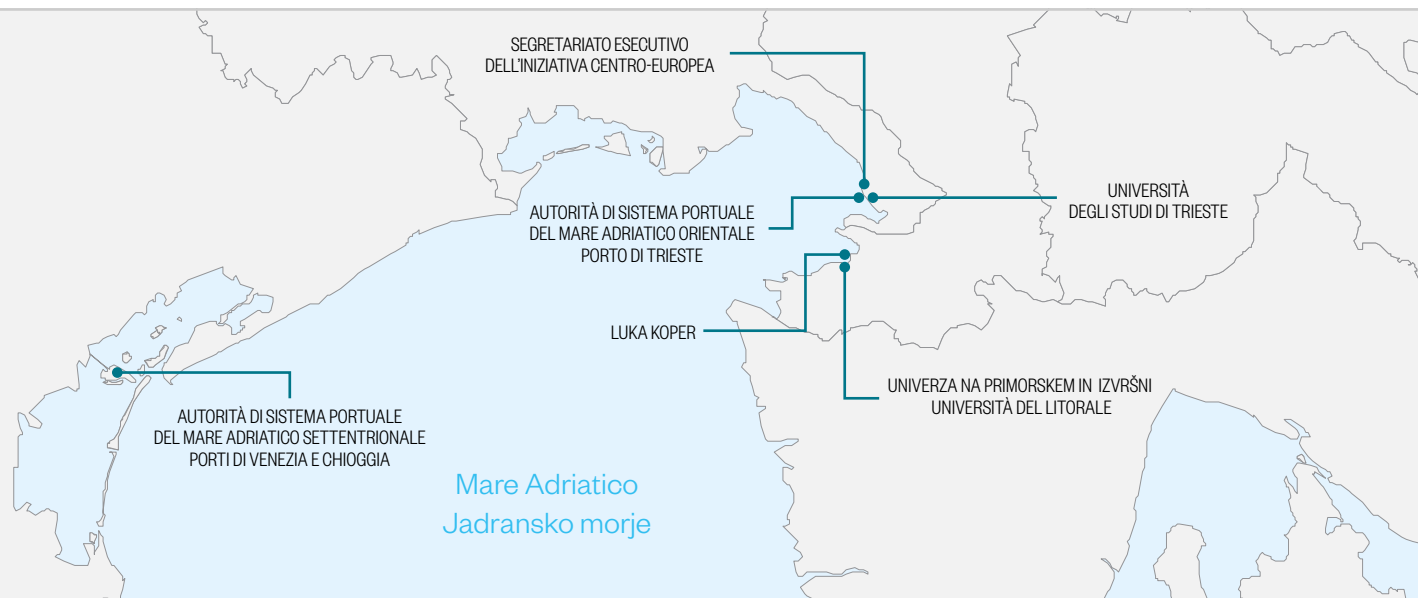 SEGRETARIATO ESECUTIVO
DELL'INIZIATIVA CENTRO-EUROPEA
UNIVERSITÀ
DEGLI STUDI DI TRIESTE
AUTORITÀ DI SISTEMA PORTUALE
DEL MARE ADRIATICO ORIENTALE
PORTO DI TRIESTE
LUKA KOPER
UNIVERZA NA PRIMORSKEM IN IZVRŠNI
UNIVERSITÀ DEL LITORALE
AUTORITÀ DI SISTEMA PORTUALE
DEL MARE ADRIATICO SETTENTRIONALE
PORTI DI VENEZIA E CHIOGGIA
Mare Adriatico
Jadransko morje